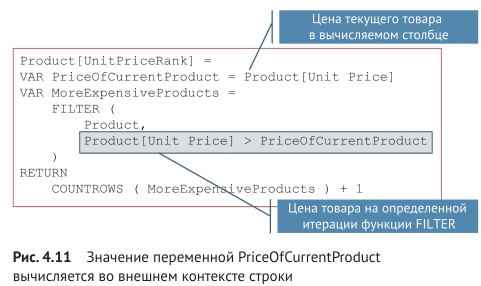 Цена текущего товара
в вычисляемом столбце
Product[UnitPriceRank] =
VAR PriceOfCurrentProduct = Product[Unit Price]
VAR MoreExpensiveProducts =
FILTER (
Product,
Product[Unit Price] > PriceOfCurrentProduct
)
RETURN
COUNTROWS ( MoreExpensiveProducts ) + 1
Цена товара на определенной
итерации функции FILTER
Рис. 4.11 Значение переменной PriceOfCurrentProduct
вычисляется во внешнем контексте строки